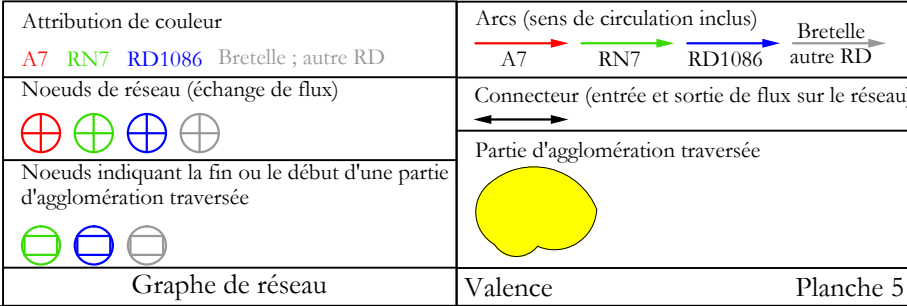 Attribution de couleur
A7 RN7 RD1086 Bretelle ; autre RD
Noeuds de réseau (échange de flux)
Noeuds indiquant la fin ou le début d'une partie
d'agglomération traversée
Graphe de réseau
Arcs (sens de circulation inclus)
A7 RN7 RD1086 Bretelle
autre RD
Connecteur (entrée et sortie de flux sur le réseau)
Partie d'agglomération traversée
Valence Planche 5